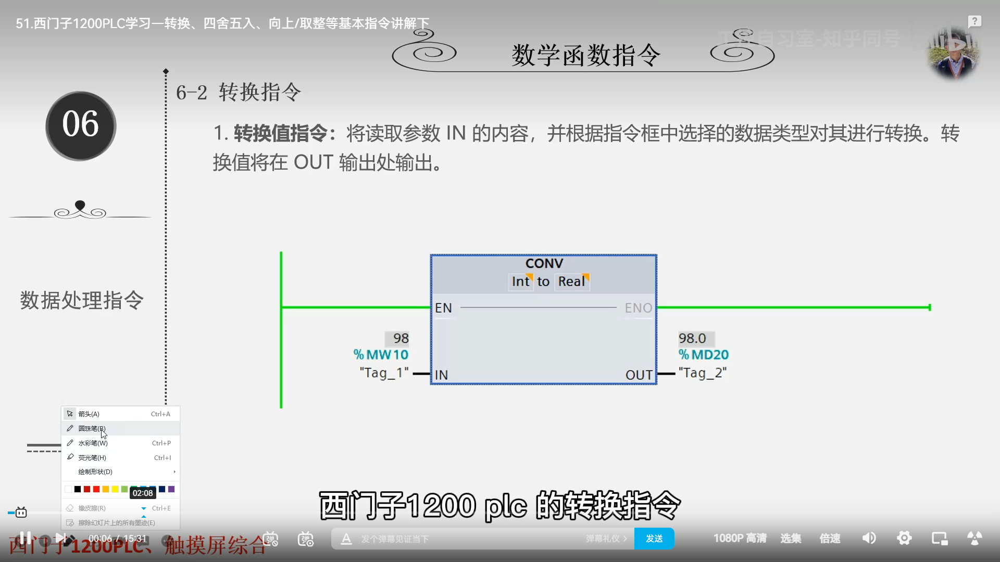 51.西门子1200PLC学习—转换、四舍五入、向上/取整等基本指令讲解下
自习室-知乎同号
数学函数指令
6-2 转换指令
06
1. 转换值指令：将读取参数 IN 的内容，并根据指令框中选择的数据类型对其进行转换。转
换值将在 OUT 输出处输出。
数据处理指令
CONV
Int to Real
EN
ENO
98
%MW10
"Tag_1"
IN
OUT
98.0
%MD20
"Tag_2"
箭头(A) Ctrl+A
圆珠笔(B)
水彩笔(W) Ctrl+P
荧光笔(H) Ctrl+I
绘制形状(D)
02:08
橡皮擦(R) Ctrl+E
擦除幻灯片上的所有墨迹(E)
西门子1200 plc 的转换指令
00:06 / 15:31
西门子1200PLC、触摸屏综合
弹
弹
发个弹幕见证当下
弹幕礼仪 >
发送
1080P 高清
选集
倍速